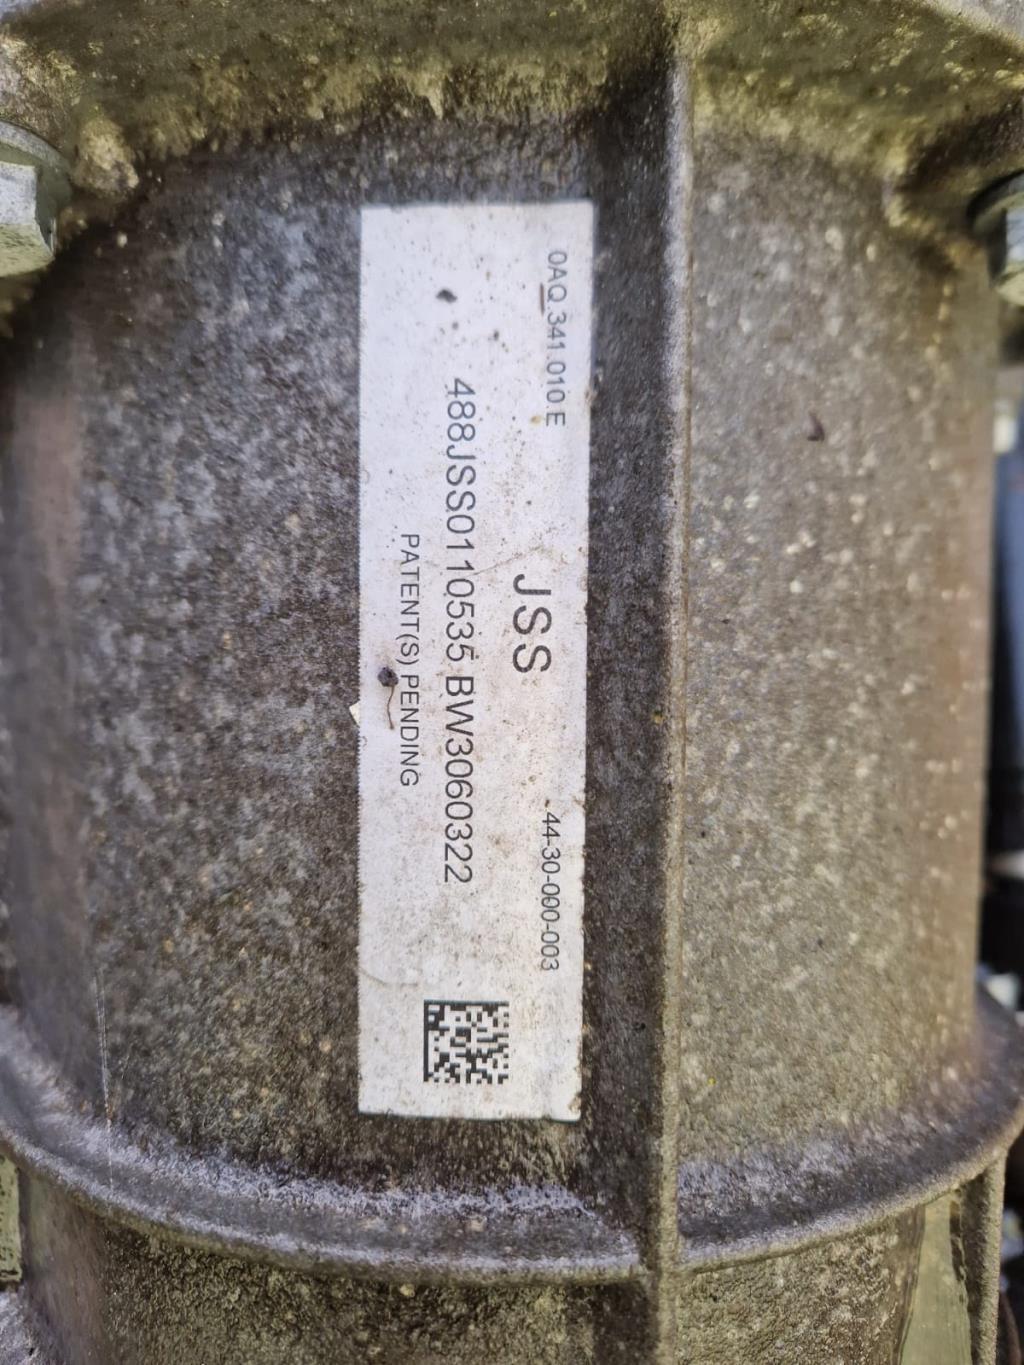 0AQ.341.010.E
44-30-000-003
JSS
488JSS0110535 BW3060322
PATENT(S) PENDING